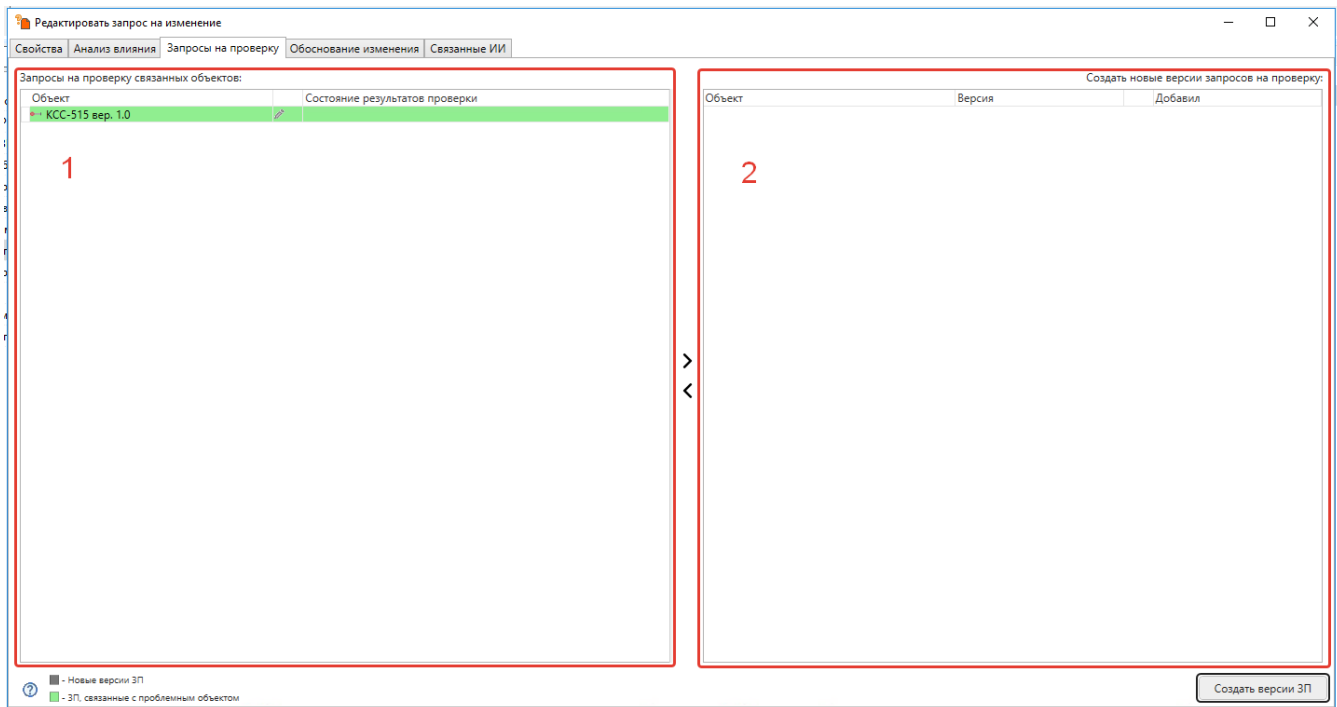 Редактировать запрос на изменение
Свойства Анализ влияния Запросы на проверку Обоснование изменения Связанные ИИ
Запросы на проверку связанных объектов:
Создать новые версии запросов на проверку:
Объект Состояние результатов проверки
Объект Версия Добавил
КСС-515 вер. 1.0
1
2
>
<
- Новые версии ЗП
- ЗП, связанные с проблемным объектом
Создать версии ЗП